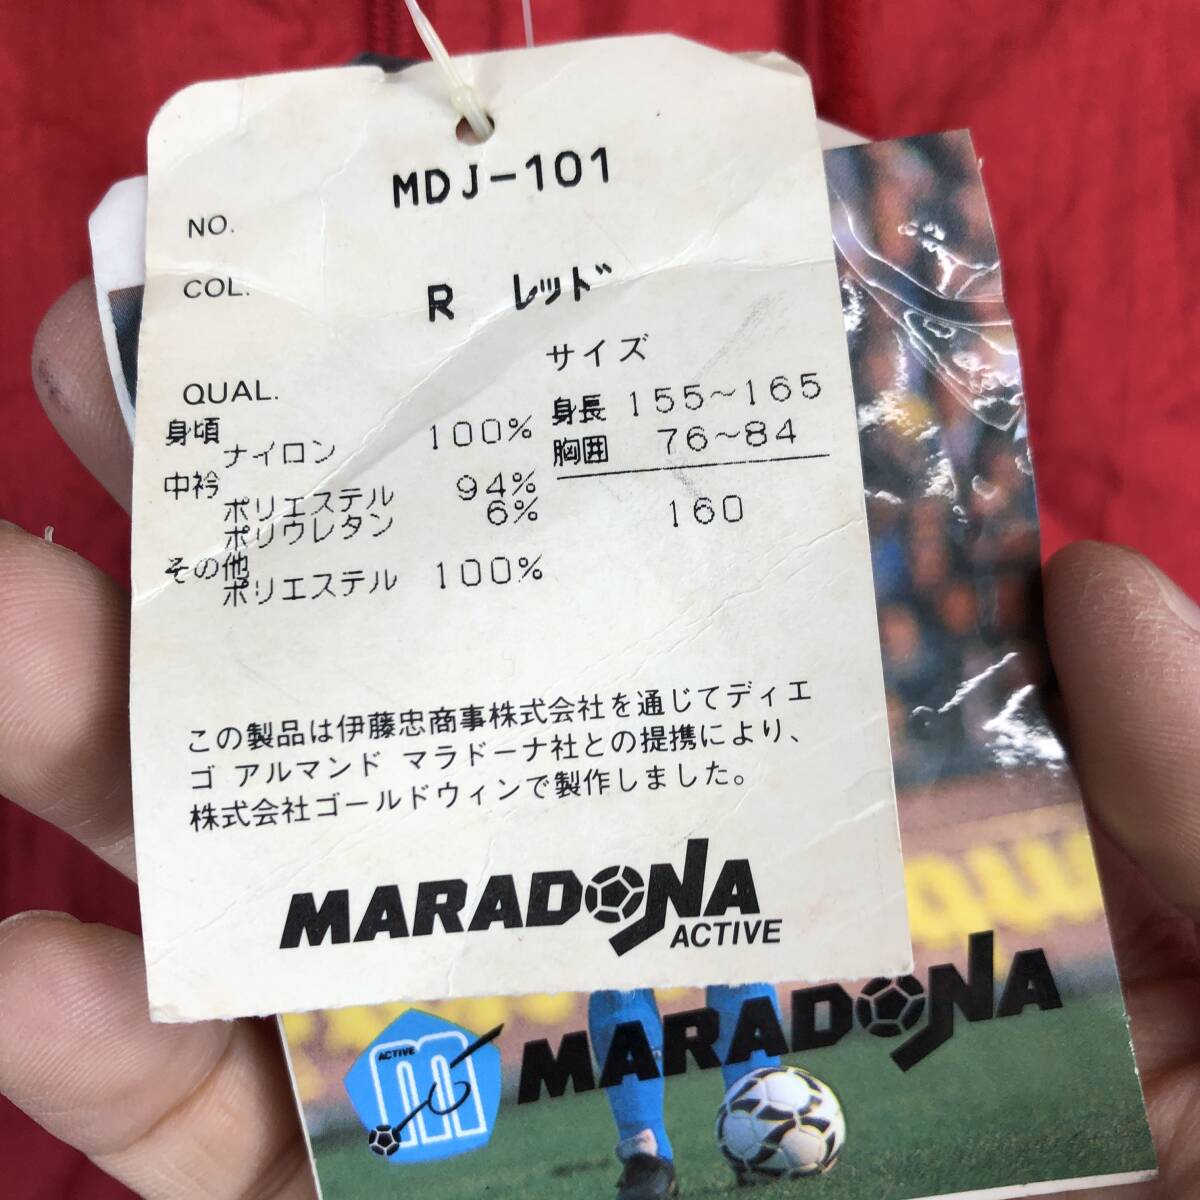 MDJ-101
NO.
COL. R レッド
サイズ
QUAL.
身長 155~165
胸囲 76~84
160
身頃
ナイロン 100%
中衿
ポリエステル 94%
ポリウレタン 6%
その他
ポリエステル 100%
この製品は伊藤忠商事株式会社を通じてディエ
ゴ アルマンド マラドーナ社との提携により、
株式会社ゴールドウィンで製作しました。
MARADONA
ACTIVE
ACTIVE
m
MARADONA